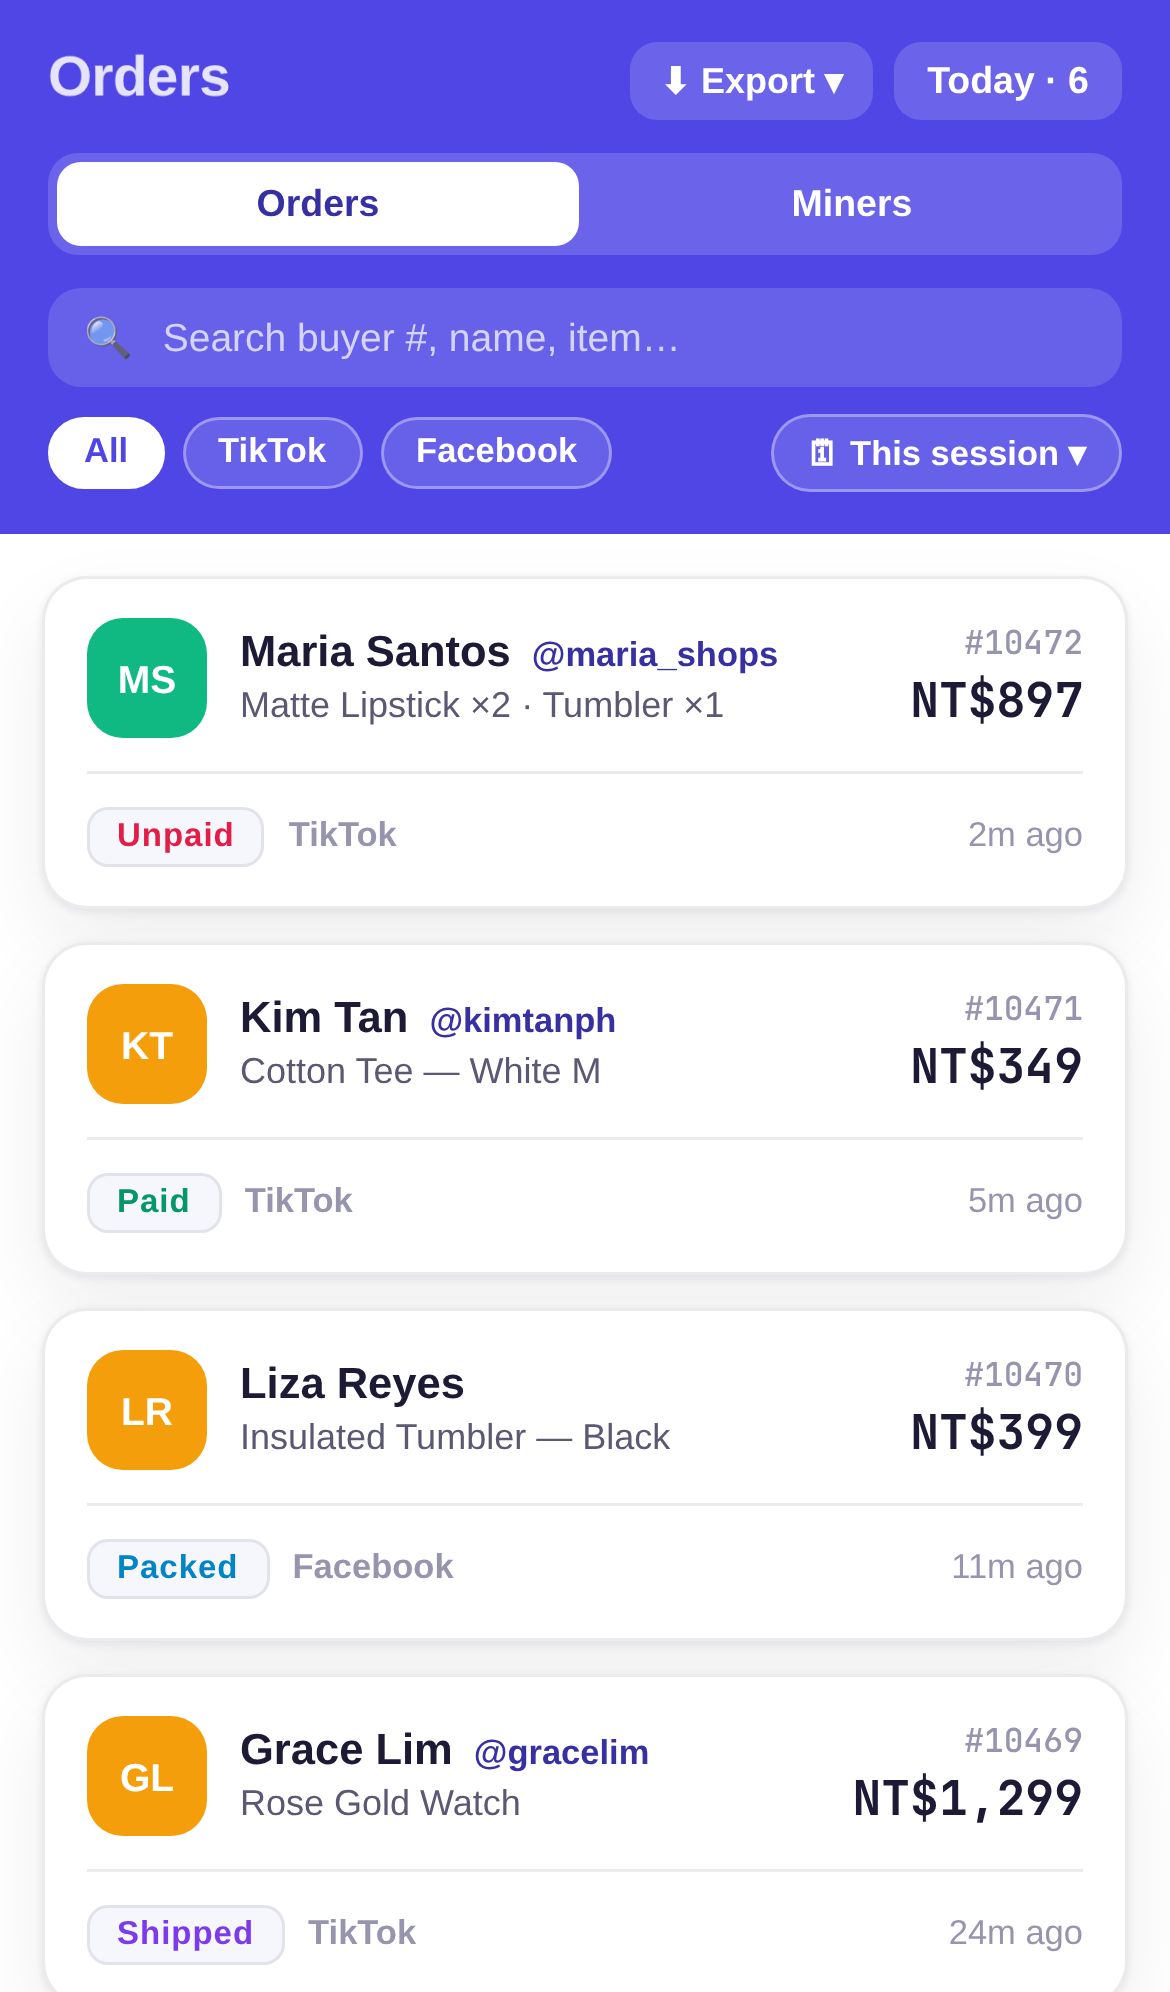 Orders
⬇ Export ▾
Today · 6
Orders
Miners
Search buyer #, name, item…
All
TikTok
Facebook
This session ▾
MS
Maria Santos @maria_shops
#10472
Matte Lipstick ×2 · Tumbler ×1
NT$897
Unpaid
TikTok
2m ago
KT
Kim Tan @kimtanph
#10471
Cotton Tee — White M
NT$349
Paid
TikTok
5m ago
LR
Liza Reyes
#10470
Insulated Tumbler — Black
NT$399
Packed
Facebook
11m ago
GL
Grace Lim @gracelim
#10469
Rose Gold Watch
NT$1,299
Shipped
TikTok
24m ago